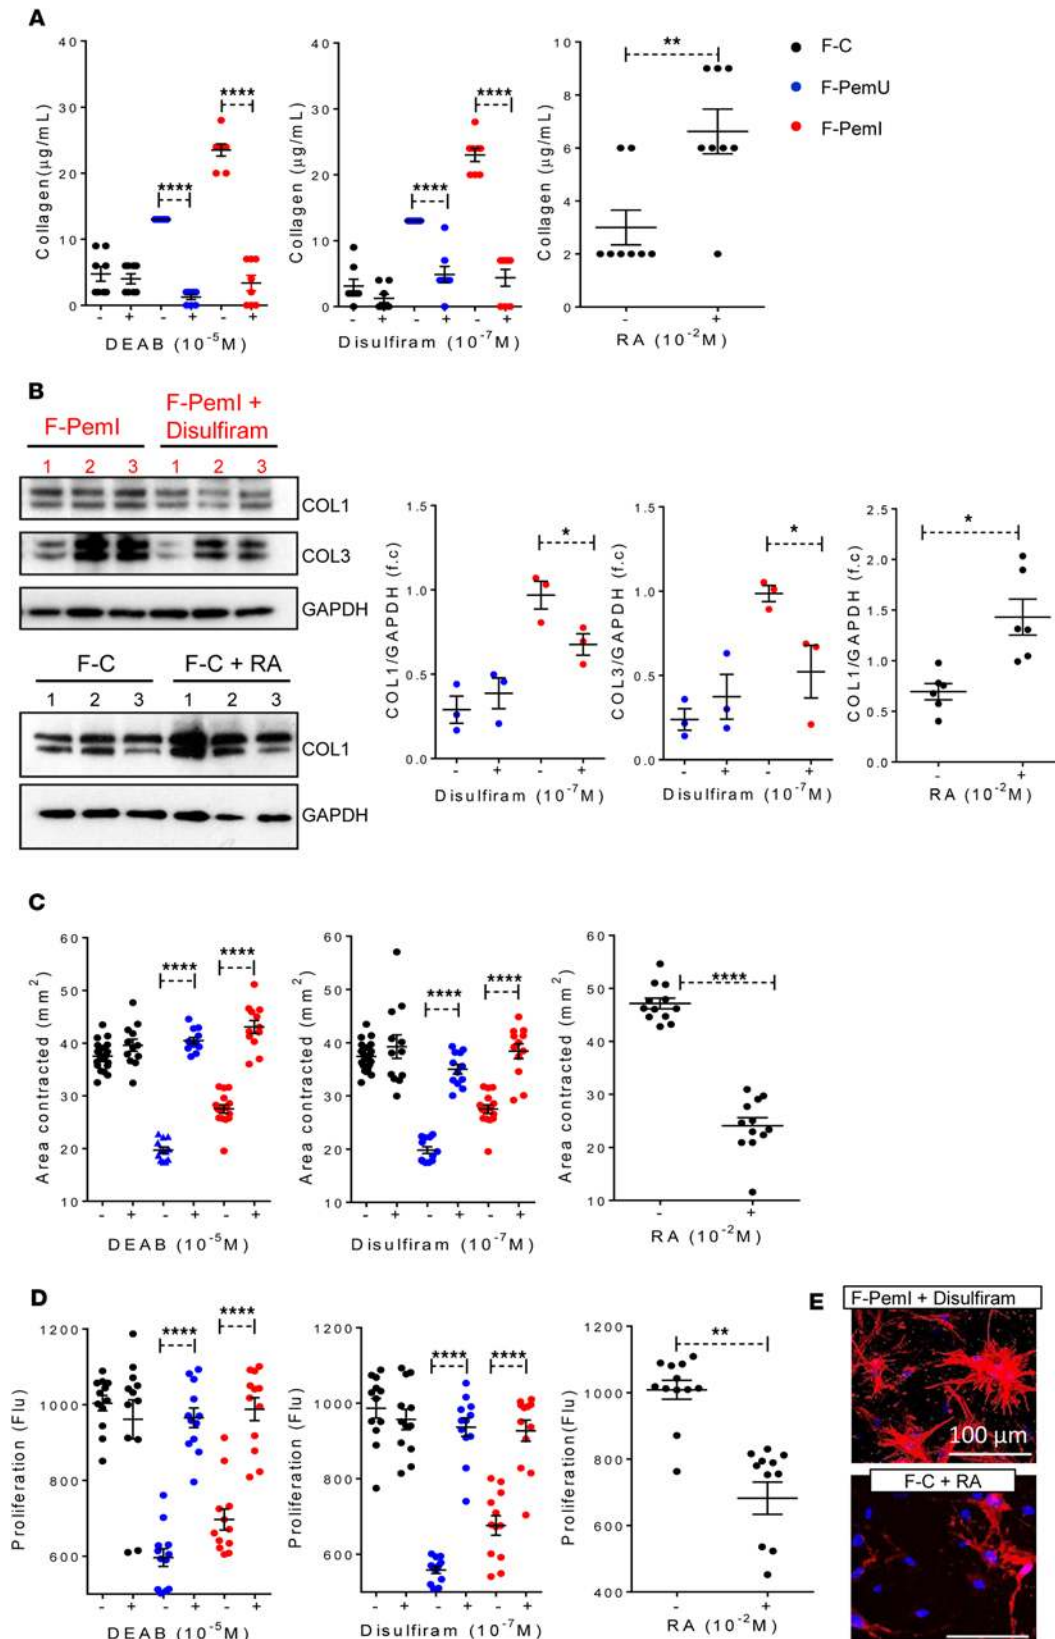 A
Collagen (µg/mL)
40
30
20
10
0
- + - + - +
DEAB (10-5M)
****
****
Collagen (µg/mL)
40
30
20
10
0
- + - + - +
Disulfiram (10-7M)
****
****
Collagen (µg/mL)
10
8
6
4
2
0
- +
RA (10-2M)
**
F-C
F-PemU
F-PemI
B
F-PemI
F-PemI +
Disulfiram
1 2 3 1 2 3
COL1
COL3
GAPDH
F-C
F-C + RA
1 2 3 1 2 3
COL1
GAPDH
COL1/GAPDH (f.c)
1.5
1.0
0.5
0.0
- + - +
Disulfiram (10-7M)
*
COL3/GAPDH (f.c)
1.5
1.0
0.5
0.0
- + - +
Disulfiram (10-7M)
*
COL1/GAPDH (f.c)
2.5
2.0
1.5
1.0
0.5
0.0
- +
RA (10-2M)
*
C
Area contracted (mm2)
60
50
40
30
20
10
- + - + - +
DEAB (10-5M)
****
****
Area contracted (mm2)
60
50
40
30
20
10
- + - + - +
Disulfiram (10-7M)
****
****
Area contracted (mm2)
60
50
40
30
20
10
- +
RA (10-2M)
****
D
Proliferation (Flu)
1200
1000
800
600
- + - + - +
DEAB (10-5M)
****
****
Proliferation (Flu)
1200
1000
800
600
- + - + - +
Disulfiram (10-7M)
****
****
Proliferation(Flu)
1200
1000
800
600
400
- +
RA (10-2M)
**
E
F-PemI + Disulfiram
100 µm
F-C + RA